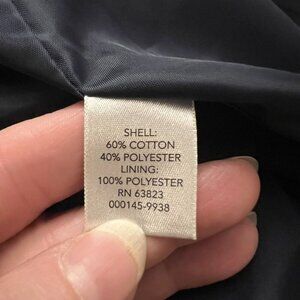 SHELL:
60% COTTON
40% POLYESTER
LINING:
100% POLYESTER
RN 63823
000145-9938